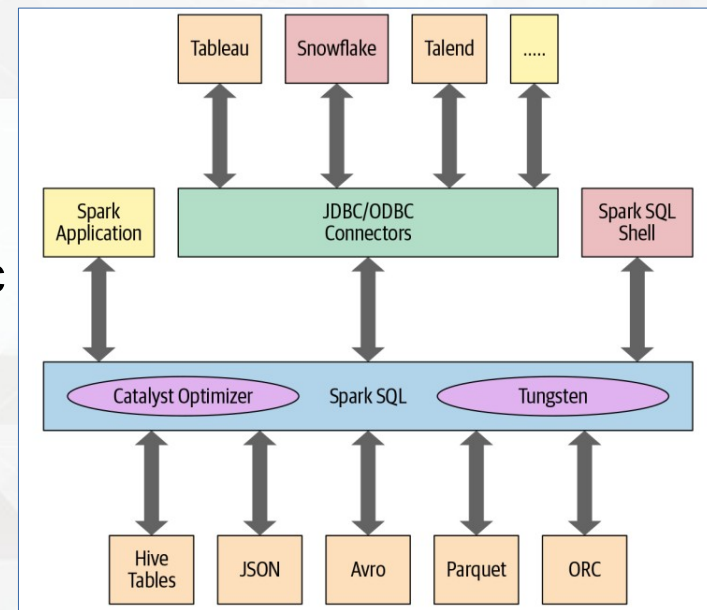 Tableau
Snowflake
Talend
.....
Spark
Application
JDBC/ODBC
Connectors
Spark SQL
Shell
c
Catalyst Optimizer
Spark SQL
Tungsten
Hive
Tables
JSON
Avro
Parquet
ORC